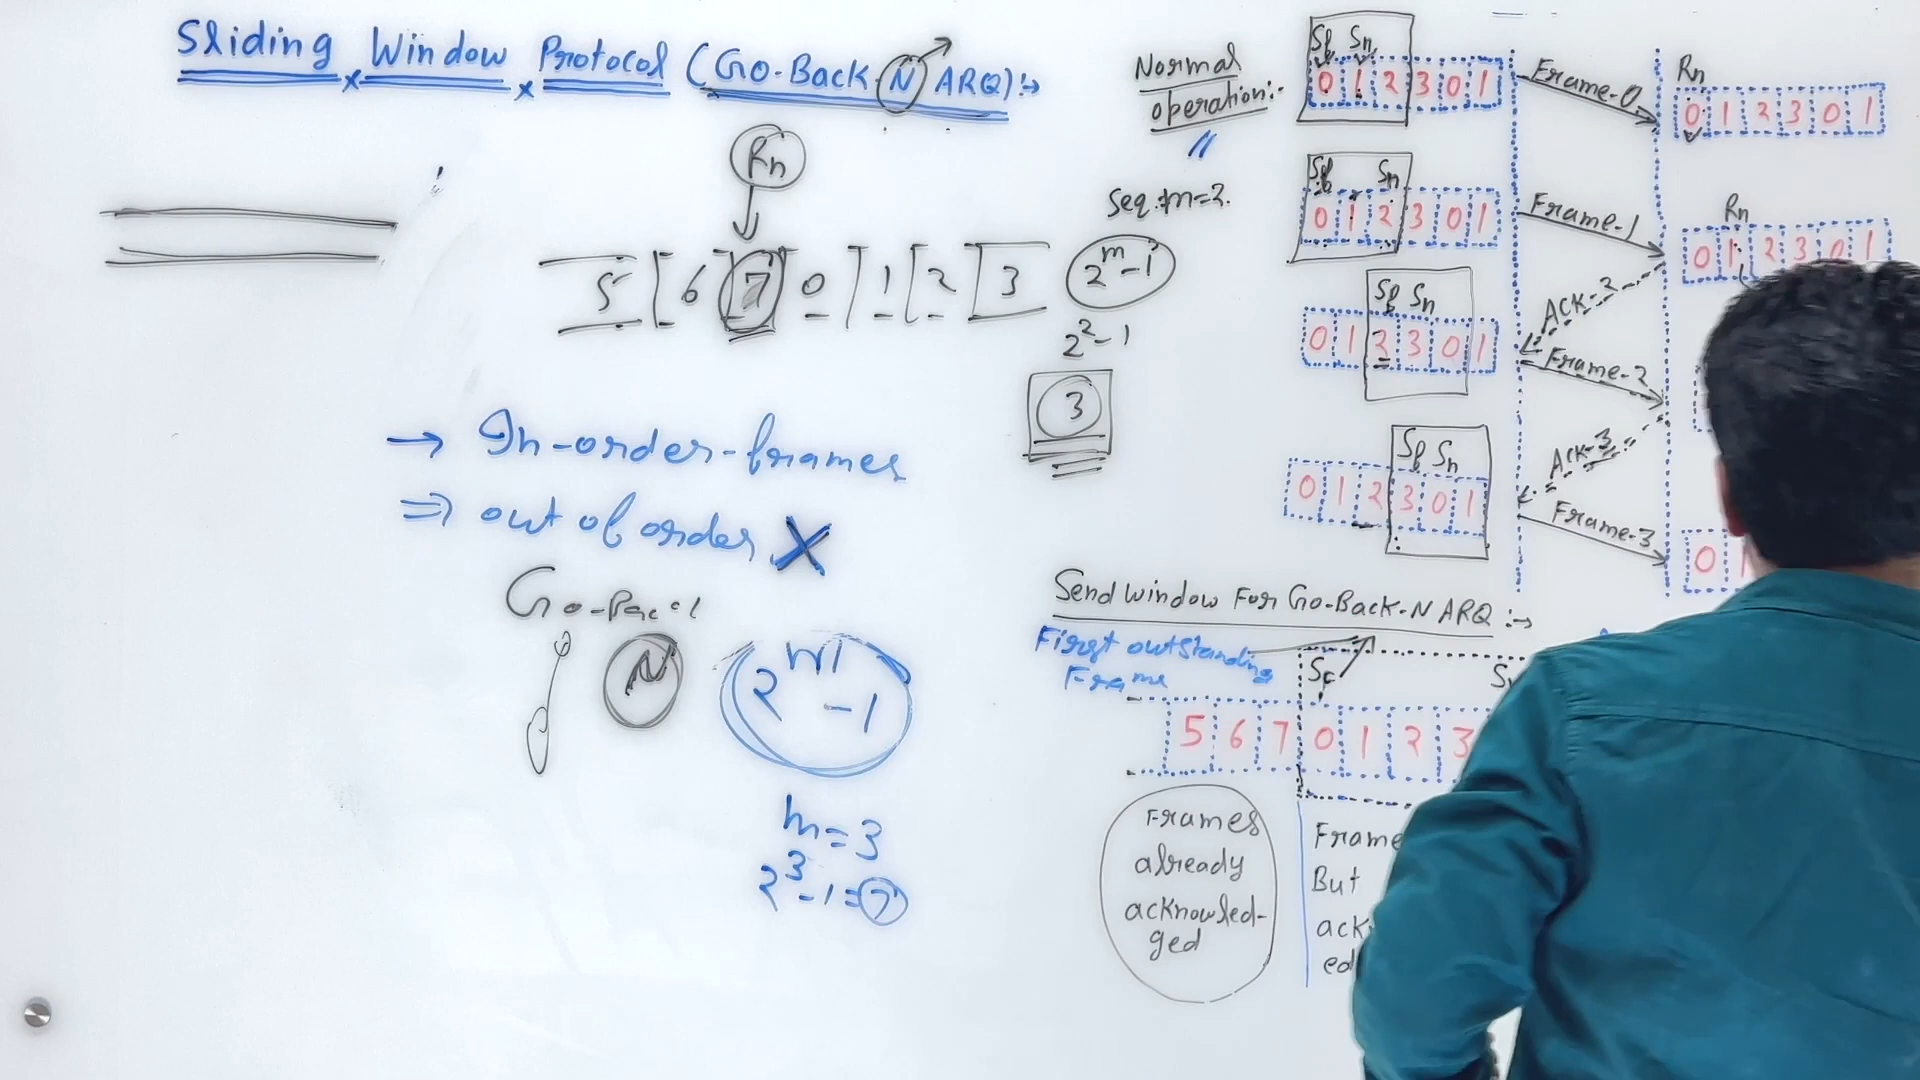 Sliding Window Protocol (Go-Back-N ARQ):→
Rn
5 6 7 0 1 2 3
2^m-1
2^2-1
3
→ In-order-frames
⇒ out of order X
Go-Back
N
2^m-1
m=3
2^3-1=7
Normal
operation:-
Seq. m=2.
Sf Sn
0 1 2 3 0 1
Frame-0
Rn
0 1 2 3 0 1
Sf Sn
0 1 2 3 0 1
Frame-1
Rn
0 1 2 3 0 1
ACK-2
Sf Sn
0 1 2 3 0 1
Frame-2
ACK-3
Sf Sn
0 1 2 3 0 1
Frame-3
0 1
Send window For Go-Back-N ARQ :→
First outstanding
Frame
Sf
5 6 7 0 1 2 3
Frames
already
acknowled-
ged
Frame
But
ack
ed